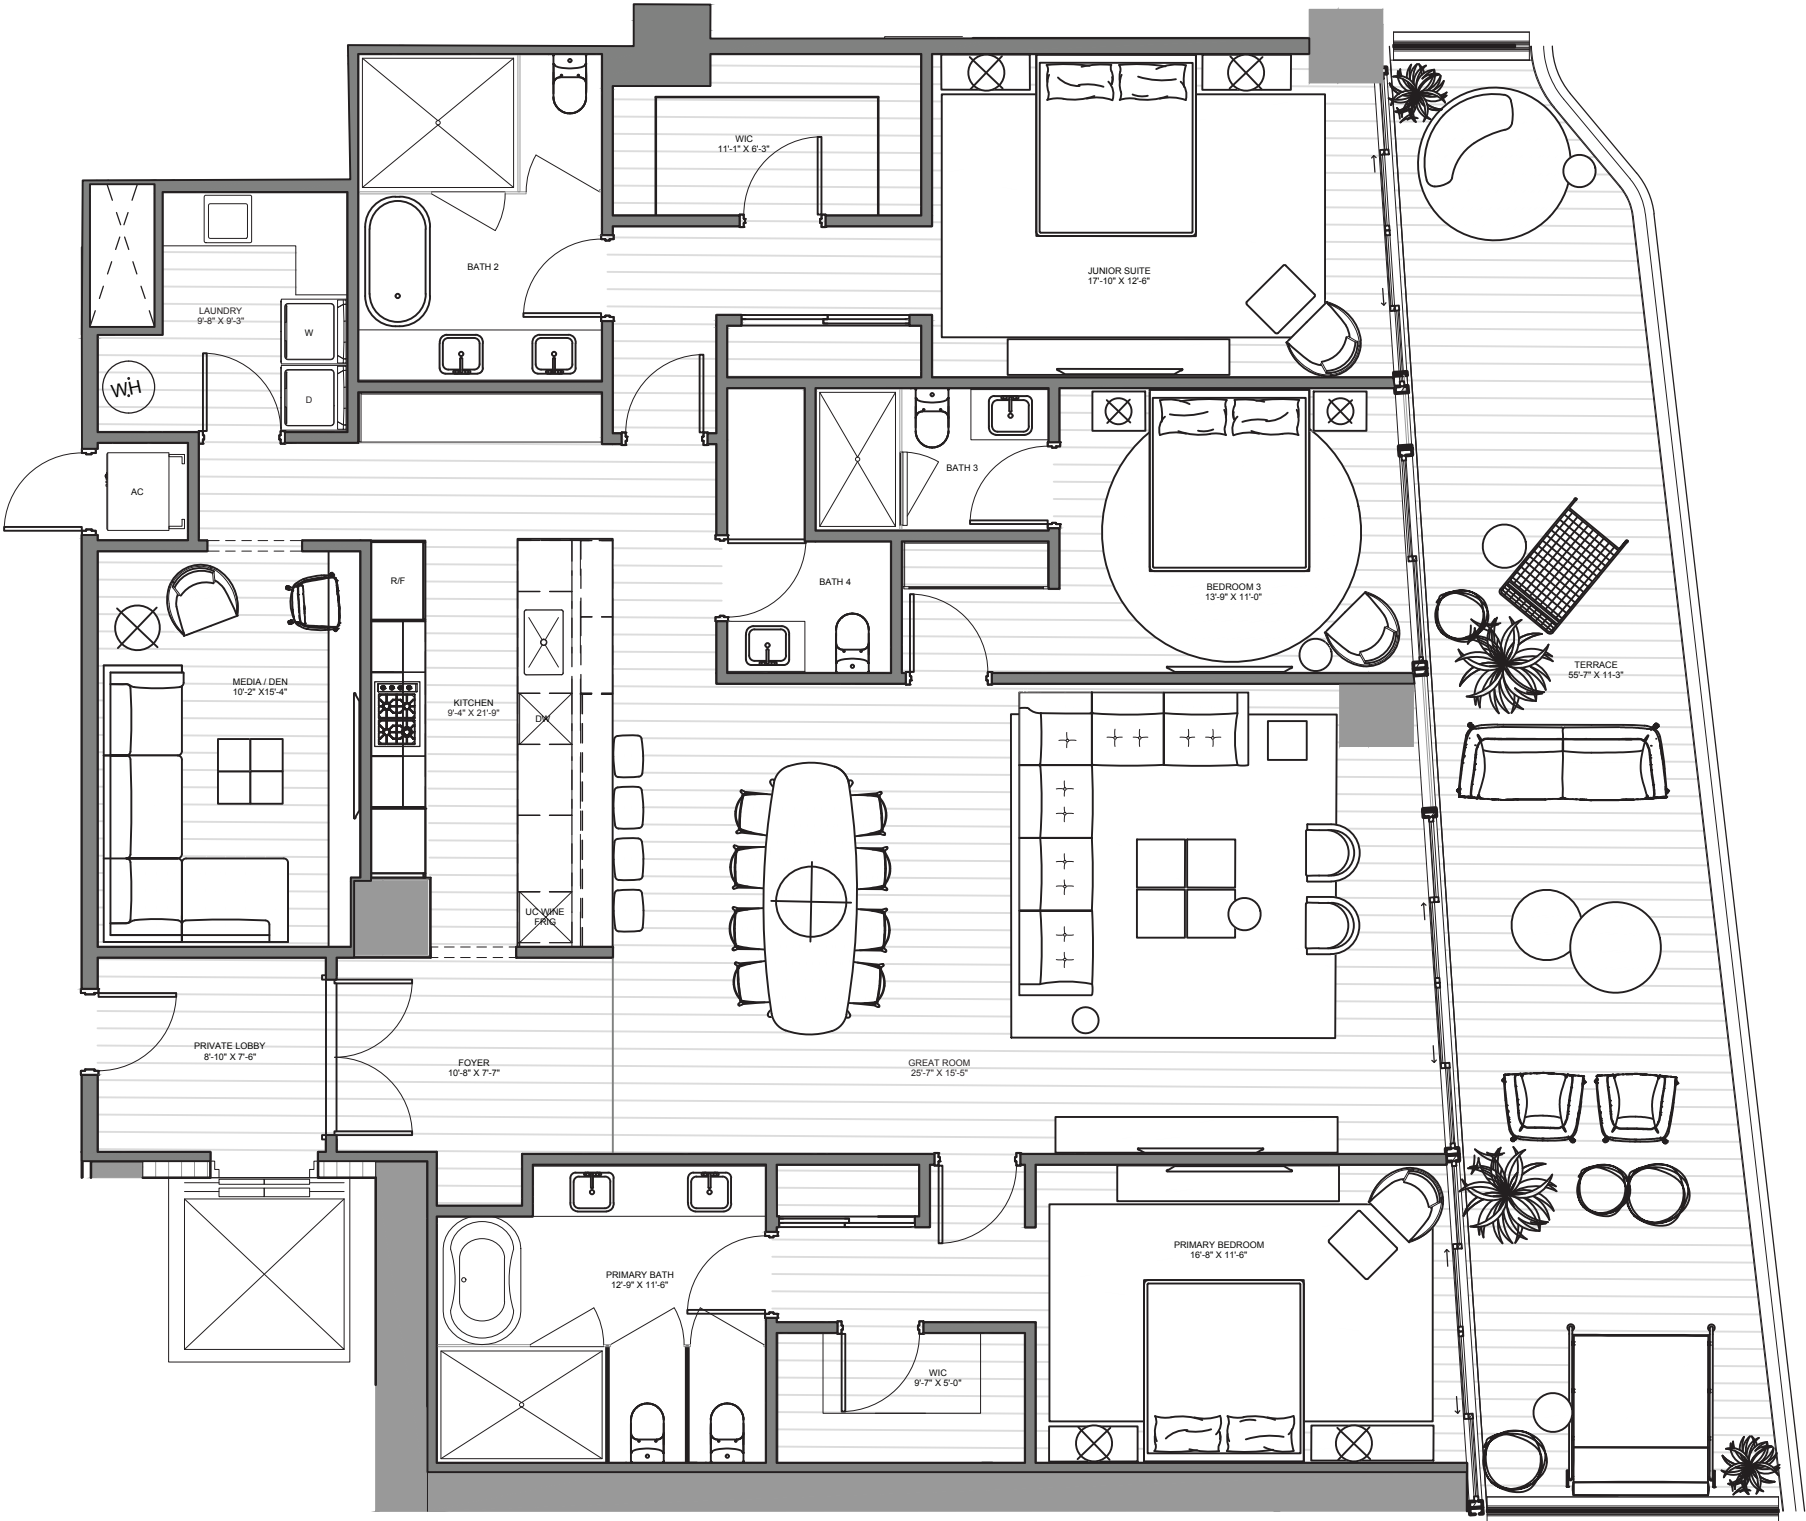 WIC
11'-1" X 6'-3"
BATH 2
JUNIOR SUITE
17'-10" X 12'-6"
LAUNDRY
9'-8" X 9'-3"
W
D
WH
AC
BATH 3
BATH 4
BEDROOM 3
13'-9" X 11'-0"
R/F
MEDIA / DEN
10'-2" X15'-4"
KITCHEN
9'-4" X 21'-9"
DW
UC WINE
FRIG
TERRACE
55'-7" X 11'-3"
PRIVATE LOBBY
8'-10" X 7'-6"
FOYER
10'-8" X 7'-7"
GREAT ROOM
25'-7" X 15'-5"
PRIMARY BATH
12'-9" X 11'-6"
PRIMARY BEDROOM
16'-8" X 11'-6"
WIC
9'-7" X 5'-0"